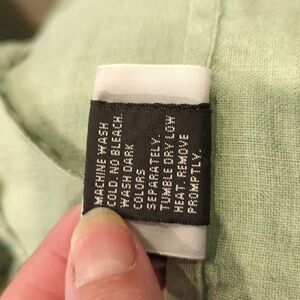 MACHINE WASH
COLD. NO BLEACH.
WASH DARK
COLORS
SEPARATELY.
TUMBLE DRY LOW
HEAT. REMOVE
PROMPTLY.